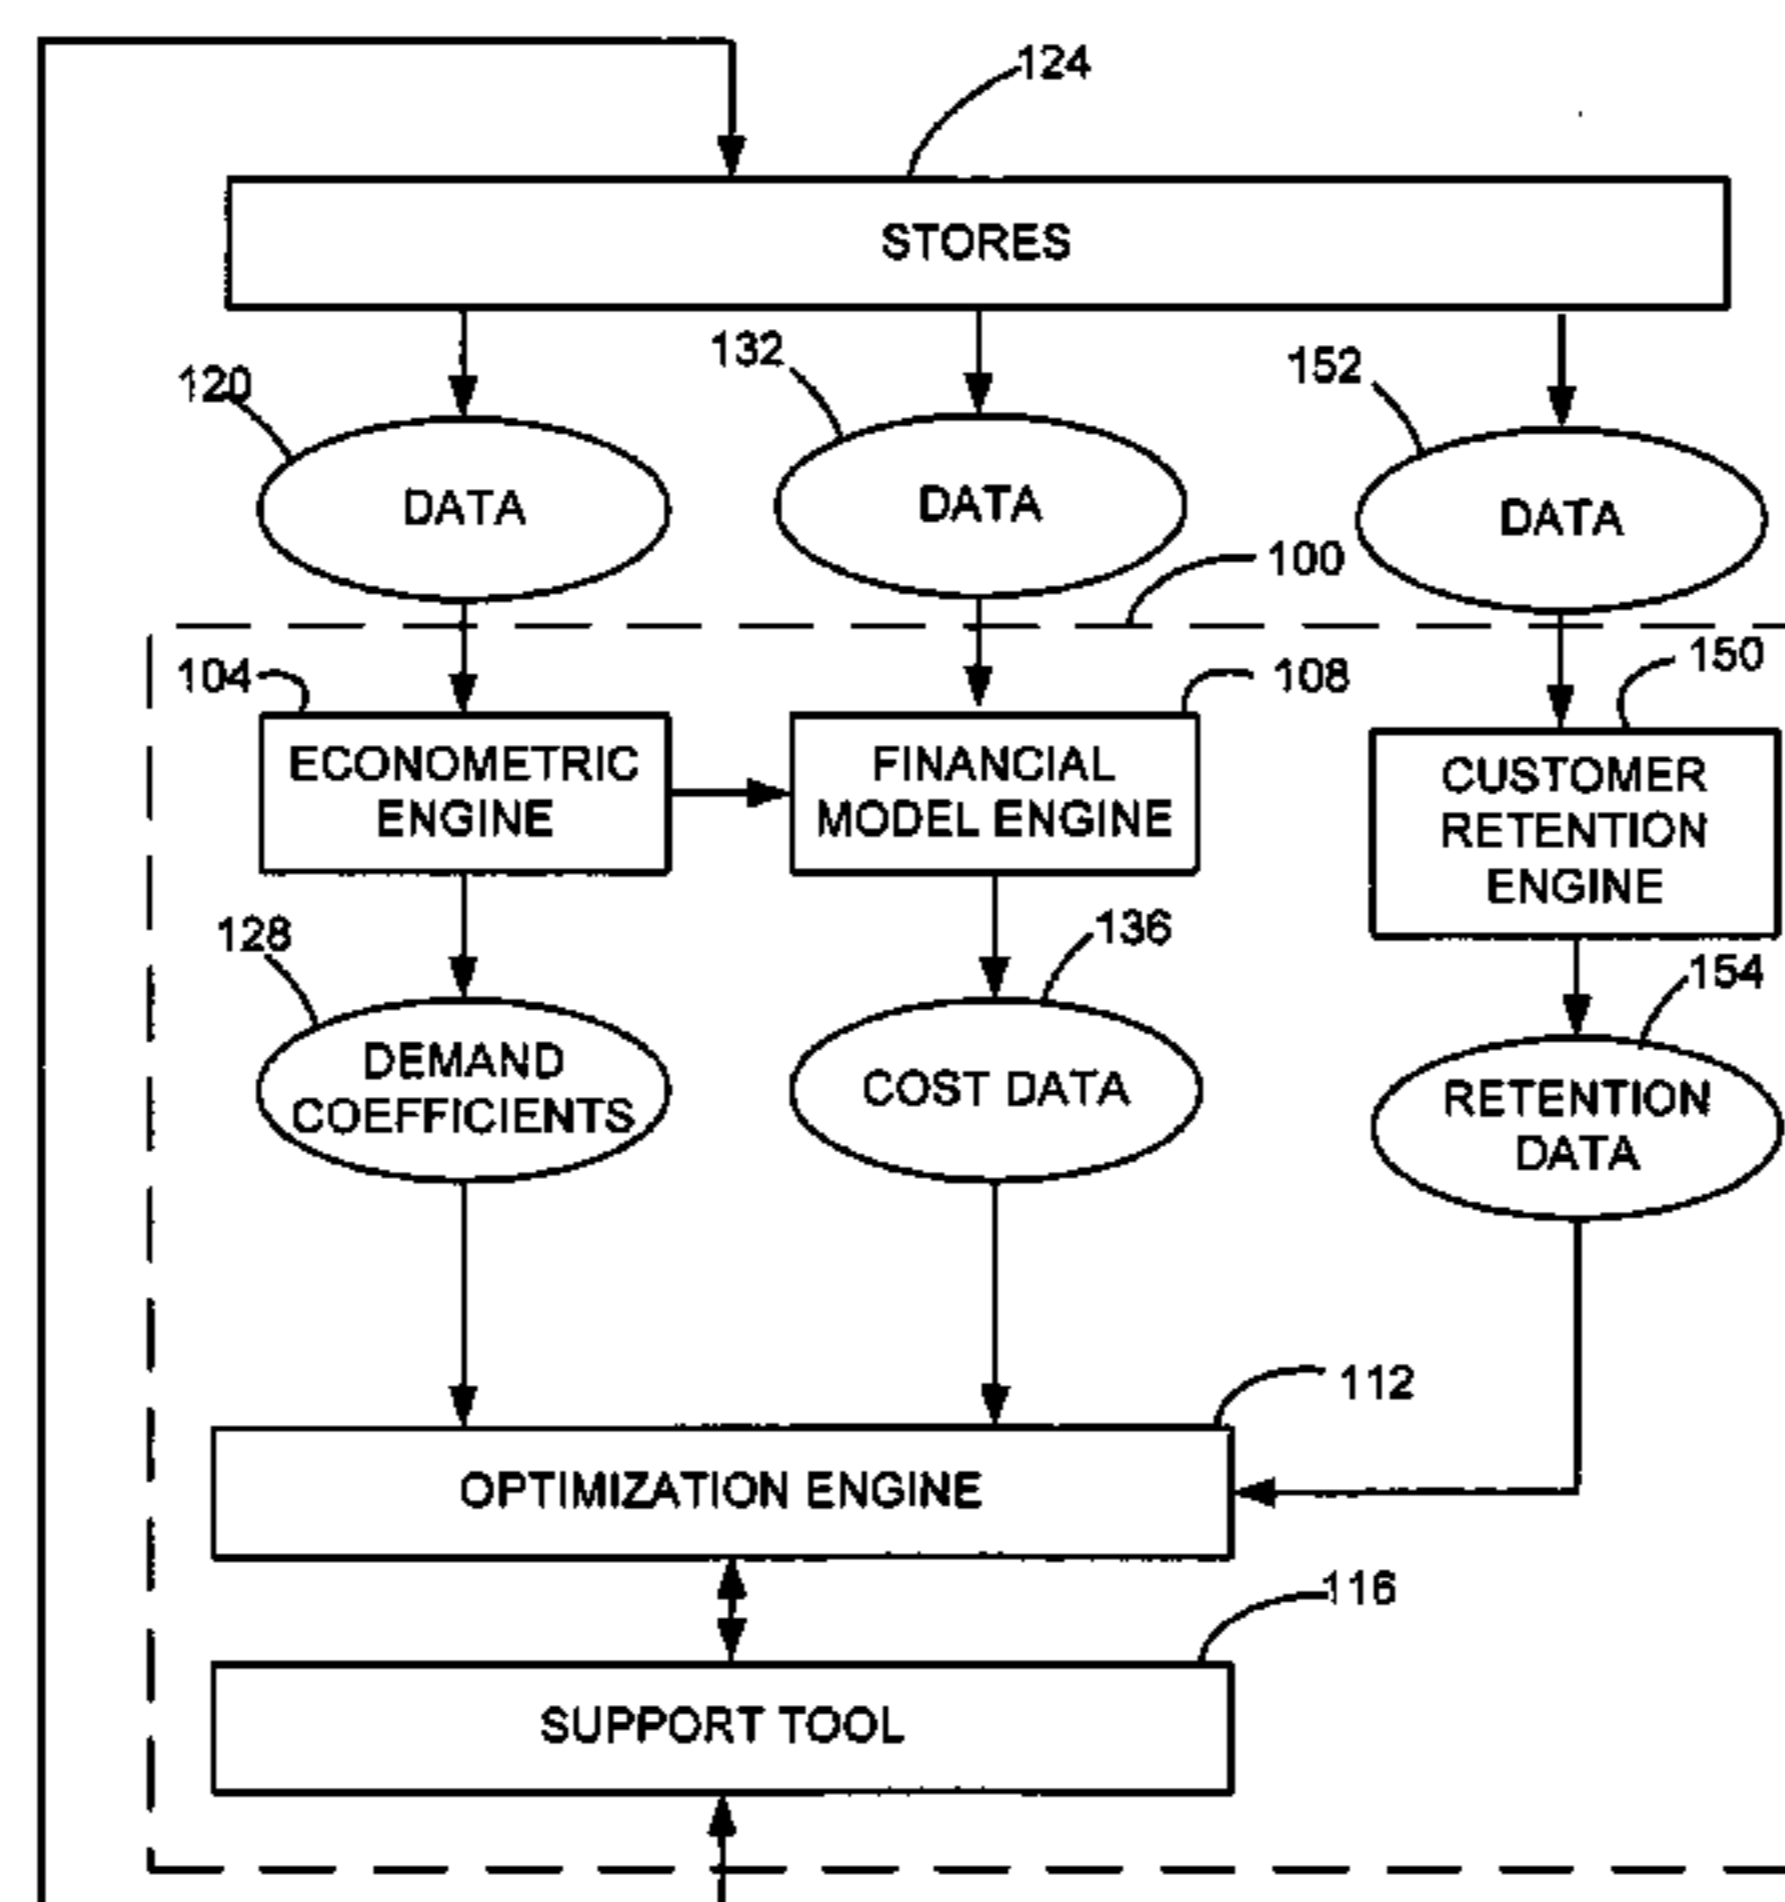 124
STORES
132
152
120
DATA
DATA
DATA
100
104
108
150
ECONOMETRIC
ENGINE
FINANCIAL
MODEL ENGINE
CUSTOMER
RETENTION
ENGINE
128
136
154
DEMAND
COEFFICIENTS
COST DATA
RETENTION
DATA
112
OPTIMIZATION ENGINE
116
SUPPORT TOOL